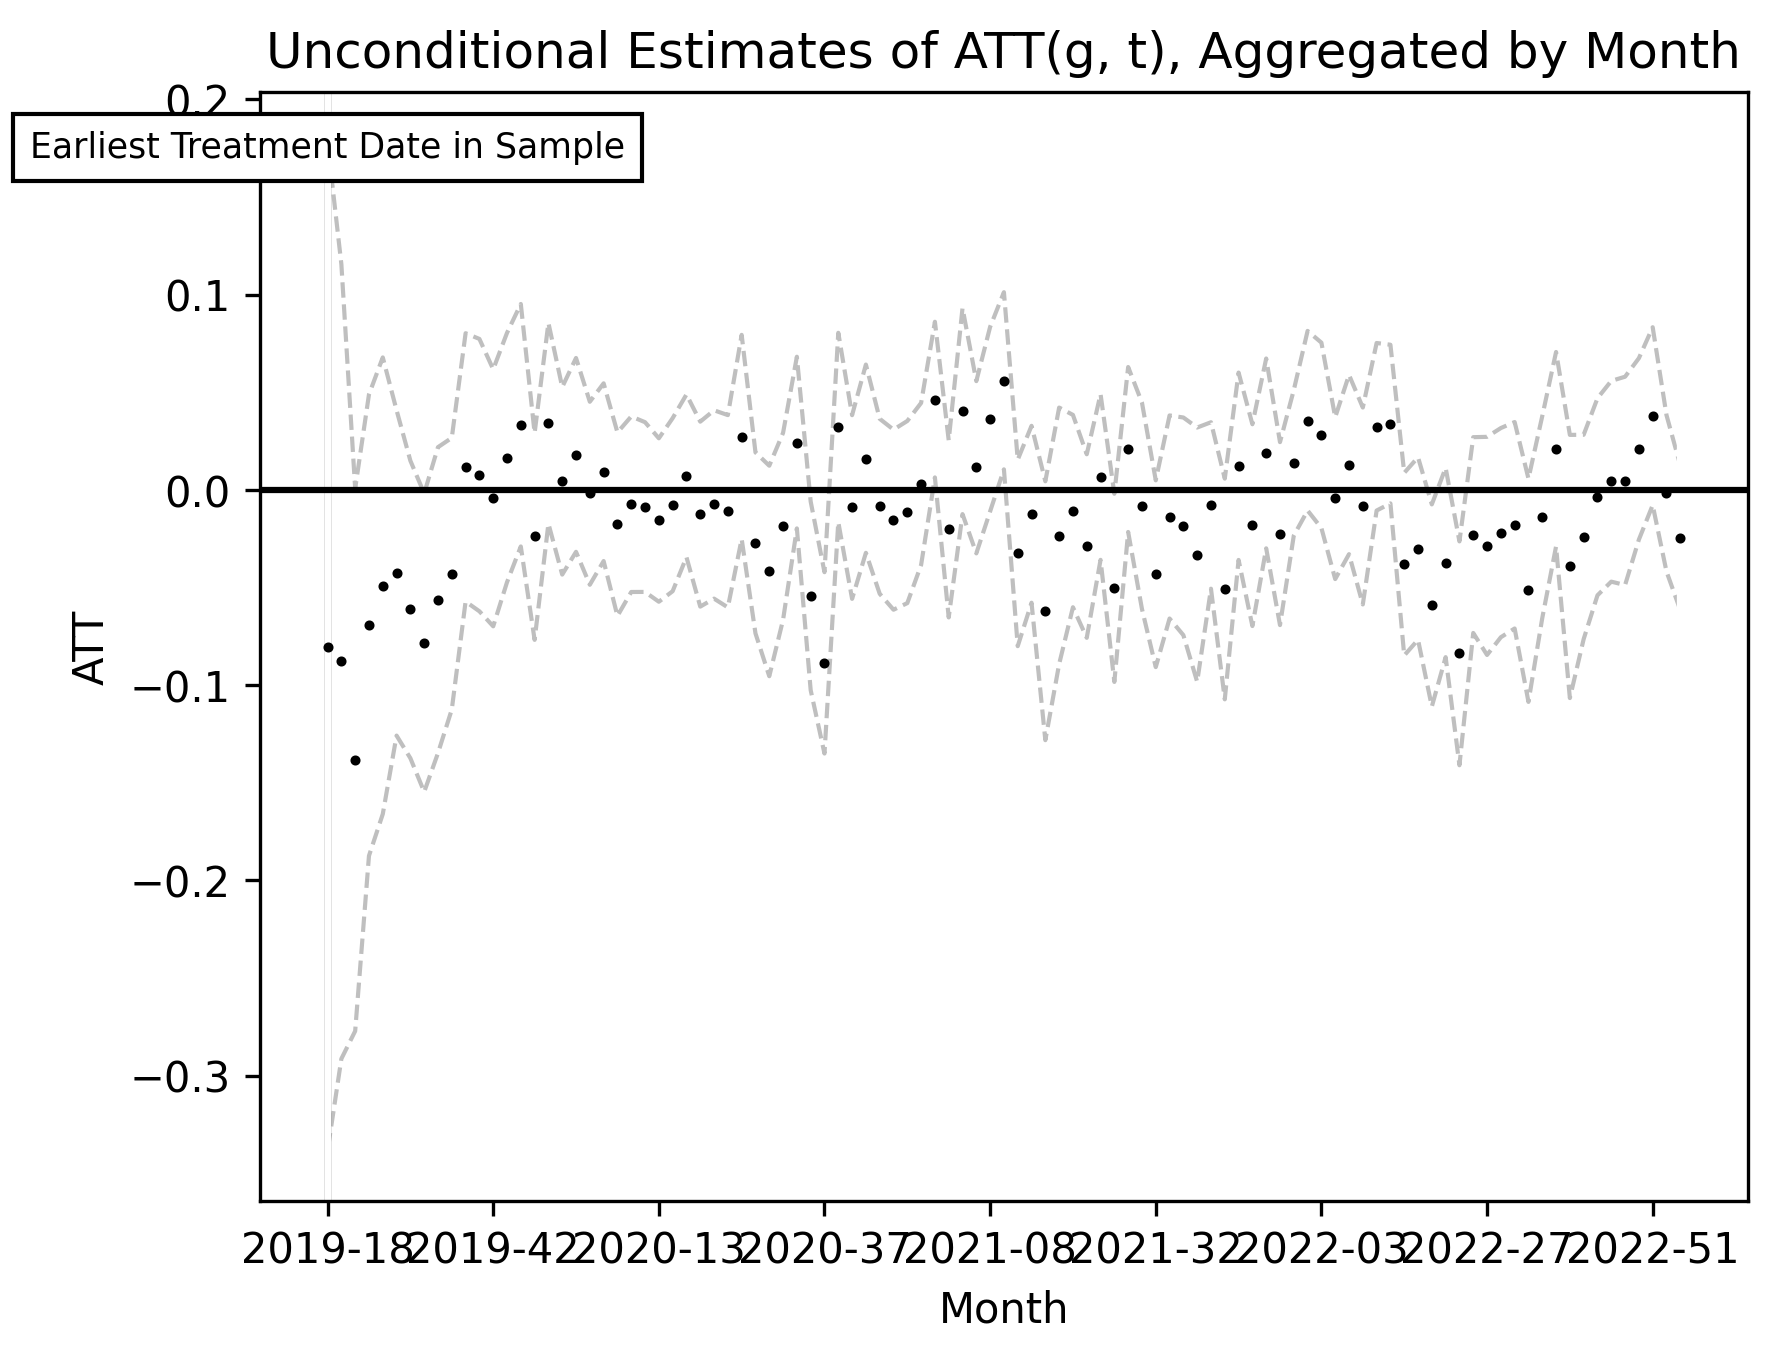 Unconditional Estimates of ATT(g, t), Aggregated by Month
0.2
Earliest Treatment Date in Sample
0.1
0.0
−0.1
−0.2
−0.3
ATT
2019-18 2019-42 2020-13 2020-37 2021-08 2021-32 2022-03 2022-27 2022-51
Month